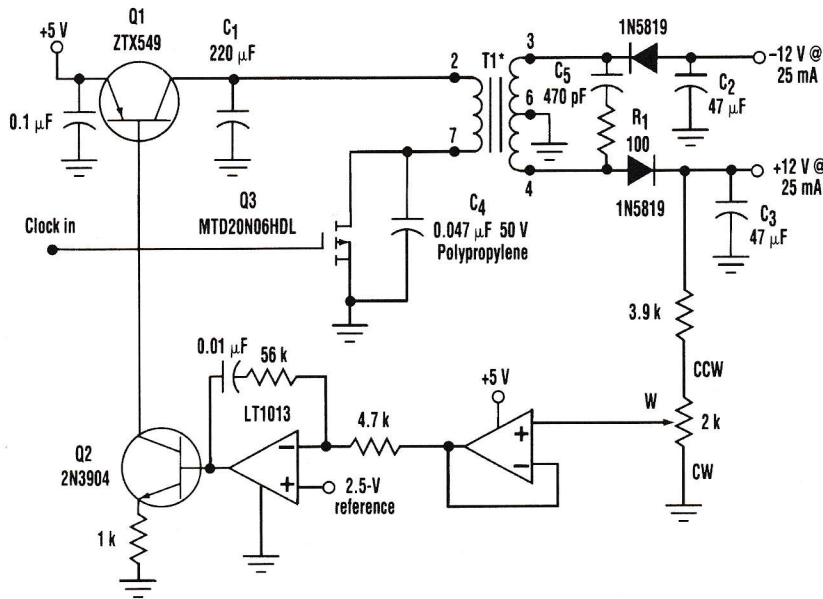 Q1
ZTX549
+5 V
0.1 µF
C1
220 µF
2
7
T1*
3
6
4
C5
470 pF
R1
100
1N5819
C2
47 µF
–12 V @
25 mA
1N5819
+12 V @
25 mA
C3
47 µF
Q3
MTD20N06HDL
Clock in
C4
0.047 µF 50 V
Polypropylene
3.9 k
CCW
W
2 k
CW
0.01 µF
56 k
LT1013
4.7 k
+5 V
+
–
–
+
2.5-V
reference
Q2
2N3904
1 k